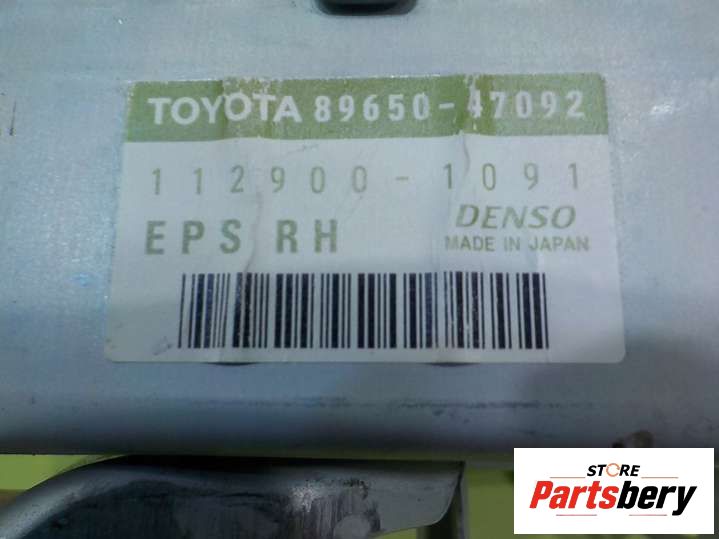 TOYOTA 89650-47092
112900-1091
EPS RH
DENSO
MADE IN JAPAN
STORE
Partsbery